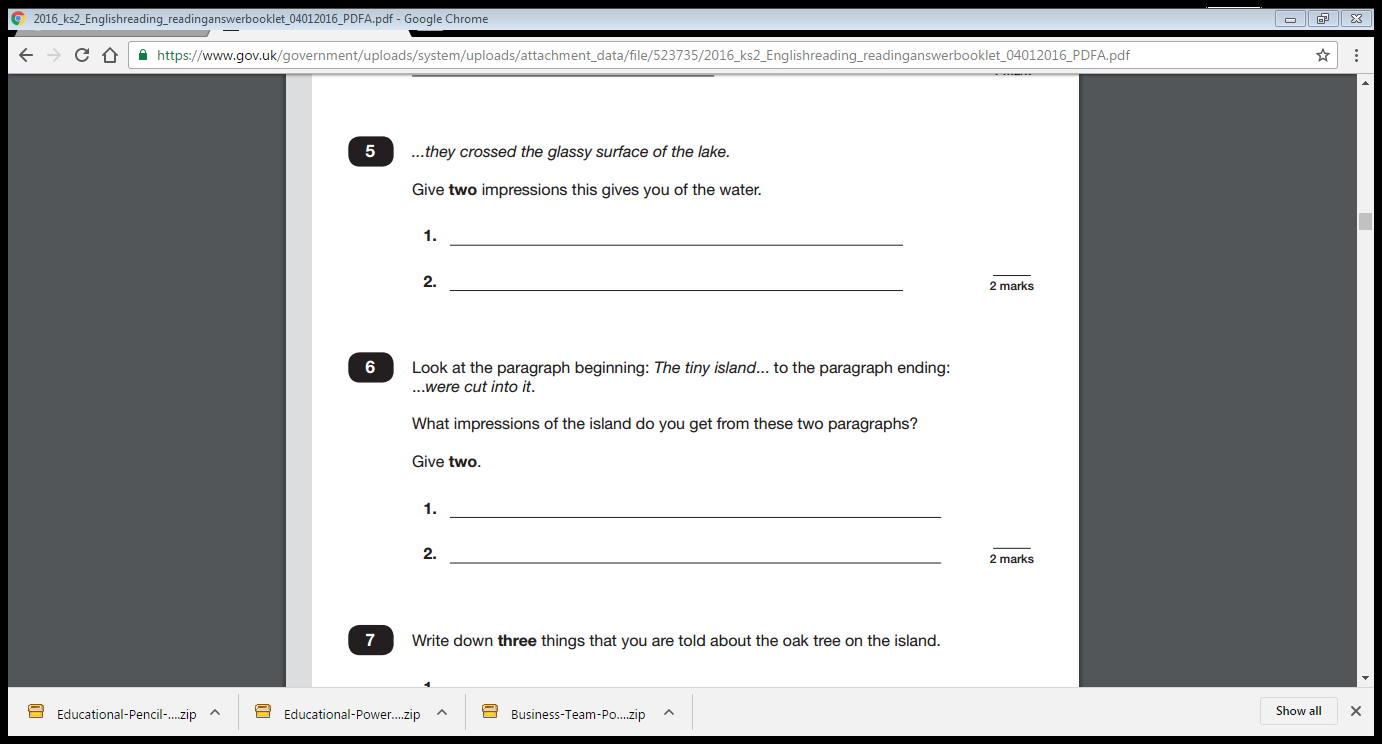 2016_ks2_Englishreading_readinganswerbooklet_04012016_PDFA.pdf - Google Chrome
https://www.gov.uk/government/uploads/system/uploads/attachment_data/file/523735/2016_ks2_Englishreading_readinganswerbooklet_04012016_PDFA.pdf
5 ...they crossed the glassy surface of the lake.
Give two impressions this gives you of the water.
1.
2.
2 marks
6 Look at the paragraph beginning: The tiny island... to the paragraph ending:
...were cut into it.
What impressions of the island do you get from these two paragraphs?
Give two.
1.
2.
2 marks
7 Write down three things that you are told about the oak tree on the island.
1
Educational-Pencil-....zip Educational-Power....zip Business-Team-Po....zip Show all